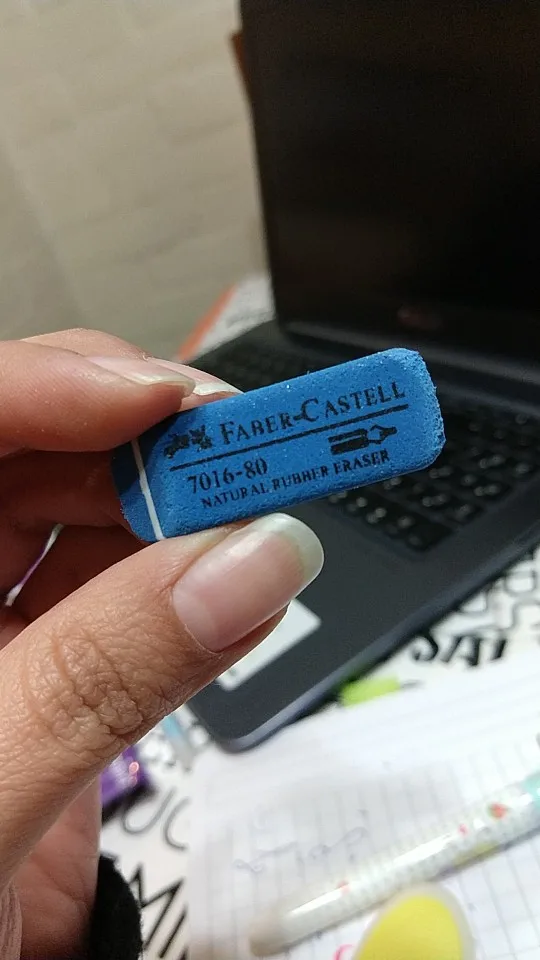 FABER-CASTELL
7016-80
NATURAL RUBBER ERASER